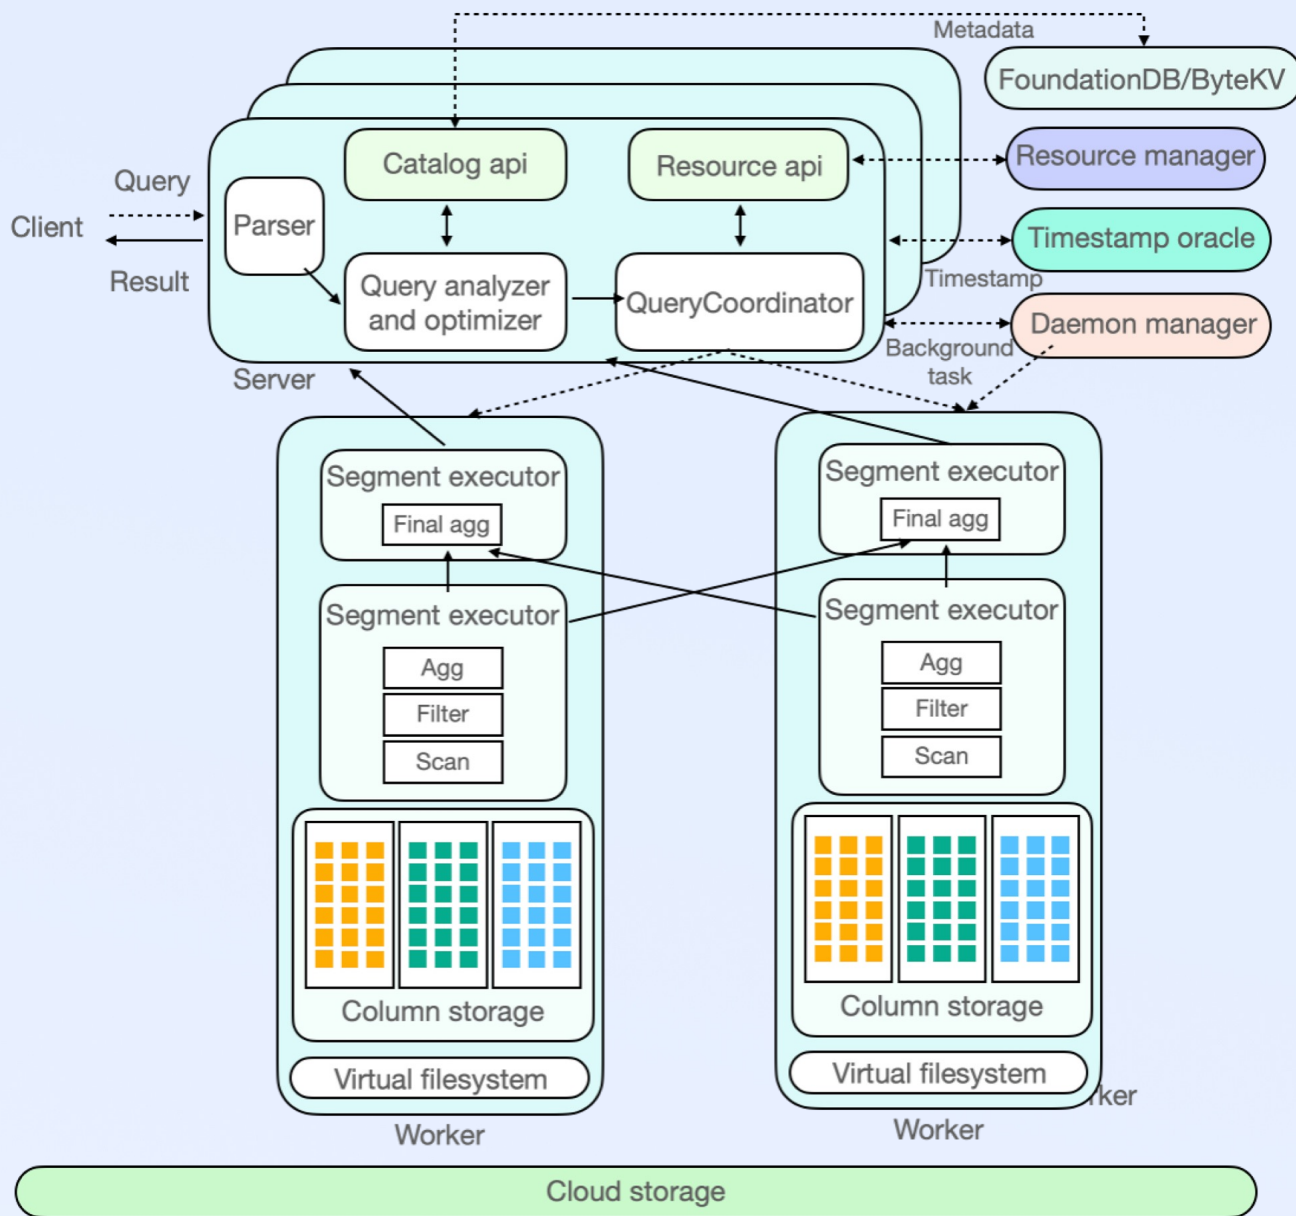 Metadata
FoundationDB/ByteKV
Catalog api
Resource api
Resource manager
Query
Client
Parser
Result
Query analyzer
and optimizer
QueryCoordinator
Timestamp oracle
Timestamp
Daemon manager
Background
task
Server
Segment executor
Final agg
Segment executor
Agg
Filter
Scan
Column storage
Virtual filesystem
Worker
Segment executor
Final agg
Segment executor
Agg
Filter
Scan
Column storage
Virtual filesystem
rker
Worker
Cloud storage